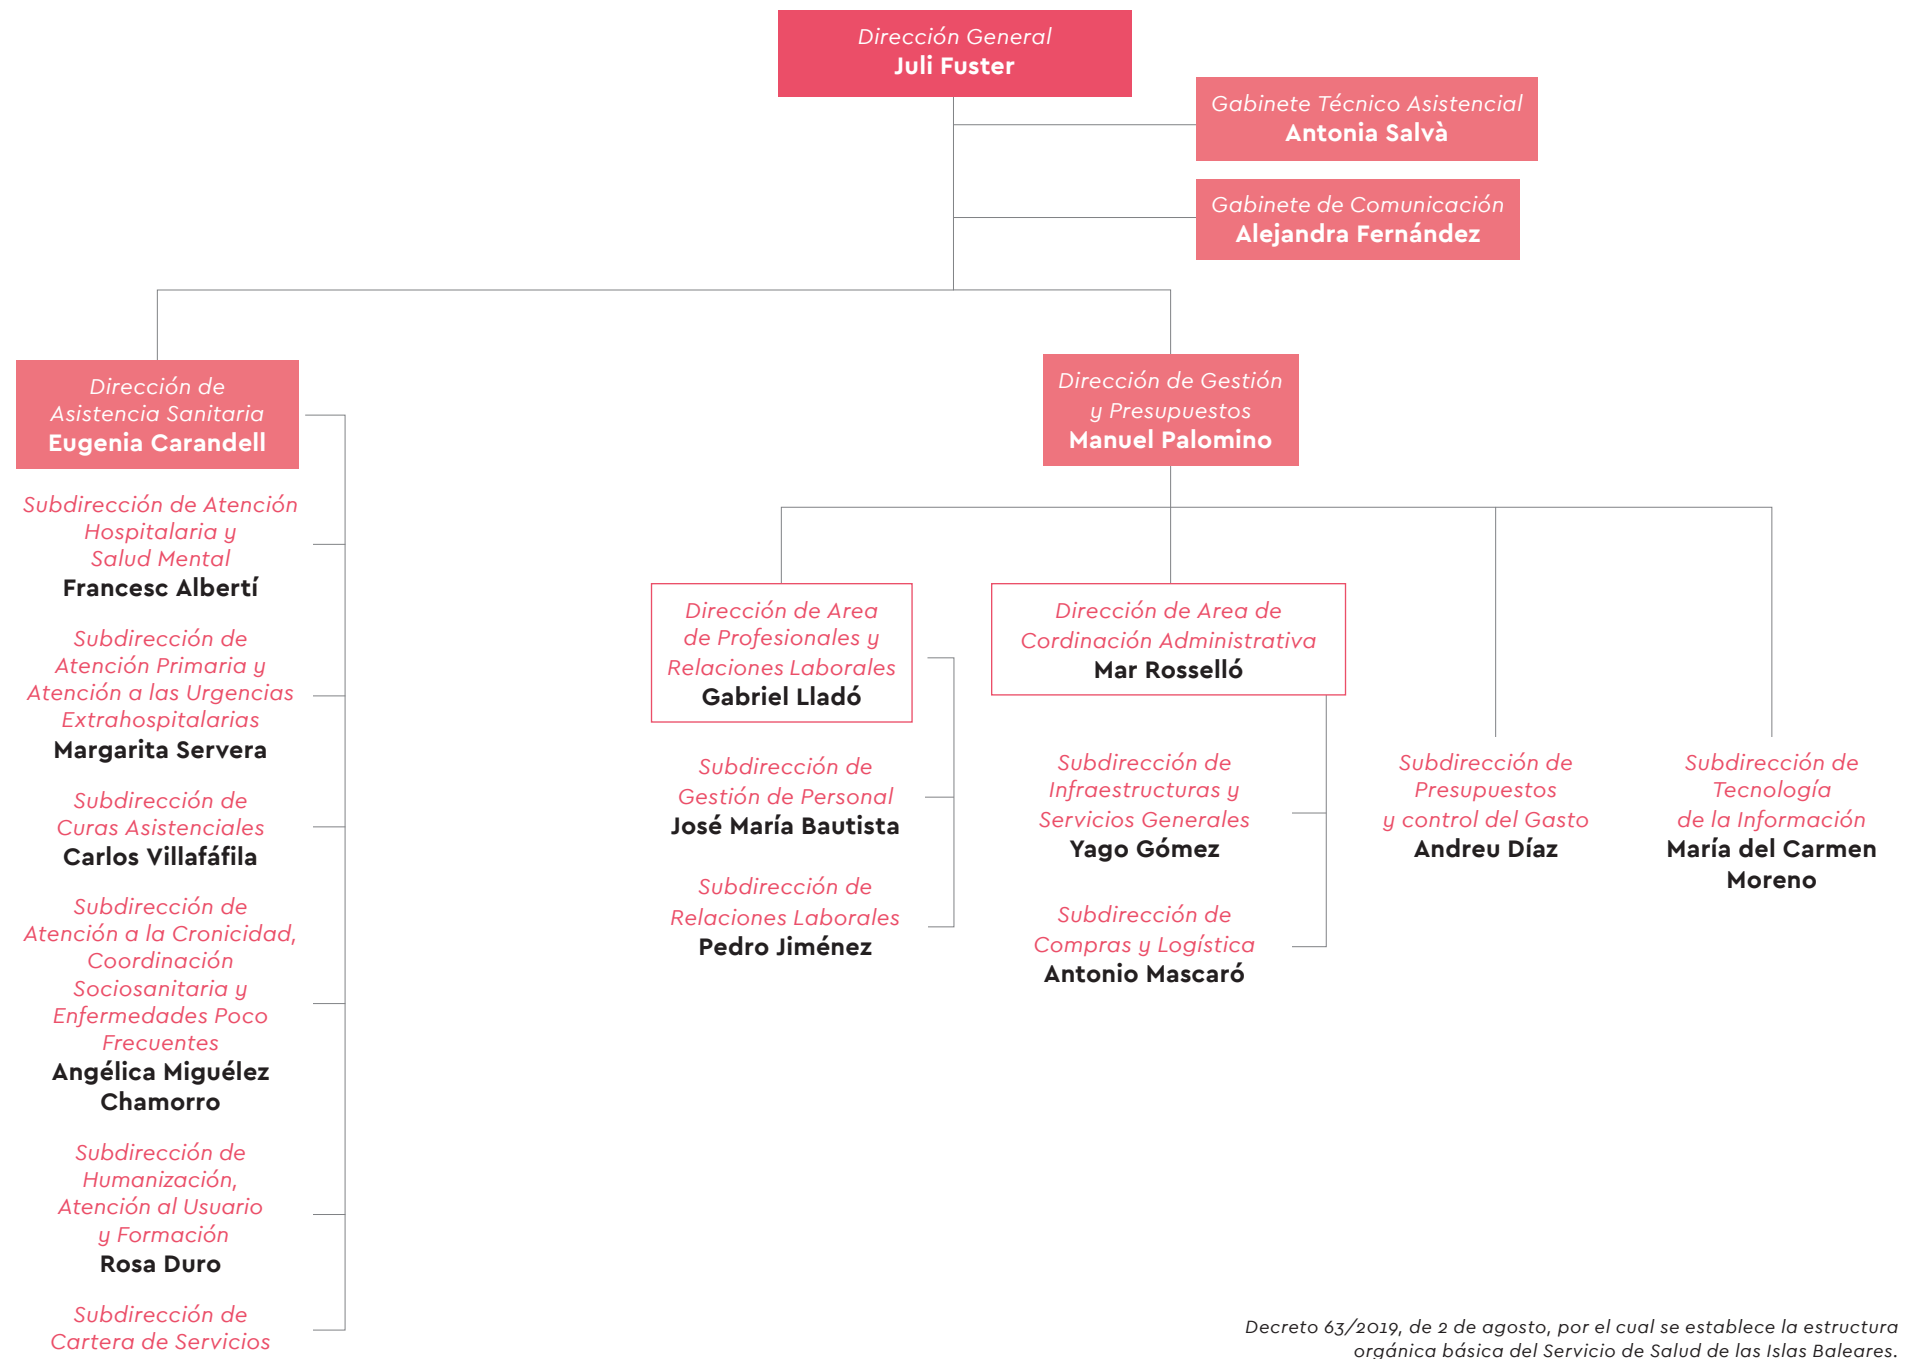 Dirección General
Juli Fuster
Gabinete Técnico Asistencial
Antonia Salvà
Gabinete de Comunicación
Alejandra Fernández
Dirección de
Asistencia Sanitaria
Eugenia Carandell
Subdirección de Atención
Hospitalaria y
Salud Mental
Francesc Albertí
Subdirección de
Atención Primaria y
Atención a las Urgencias
Extrahospitalarias
Margarita Servera
Subdirección de
Curas Asistenciales
Carlos Villafáfila
Subdirección de
Atención a la Cronicidad,
Coordinación
Sociosanitaria y
Enfermedades Poco
Frecuentes
Angélica Miguélez
Chamorro
Subdirección de
Humanización,
Atención al Usuario
y Formación
Rosa Duro
Subdirección de
Cartera de Servicios
Dirección de Gestión
y Presupuestos
Manuel Palomino
Dirección de Area
de Profesionales y
Relaciones Laborales
Gabriel Lladó
Subdirección de
Gestión de Personal
José María Bautista
Subdirección de
Relaciones Laborales
Pedro Jiménez
Dirección de Area de
Cordinación Administrativa
Mar Rosselló
Subdirección de
Infraestructuras y
Servicios Generales
Yago Gómez
Subdirección de
Compras y Logística
Antonio Mascaró
Subdirección de
Presupuestos
y control del Gasto
Andreu Díaz
Subdirección de
Tecnología
de la Información
María del Carmen
Moreno
Decreto 63/2019, de 2 de agosto, por el cual se establece la estructura
orgánica básica del Servicio de Salud de las Islas Baleares.